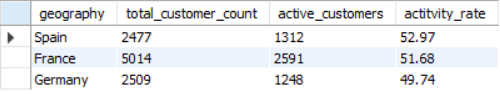 geography total_customer_count active_customers actitvity_rate
Spain 2477 1312 52.97
France 5014 2591 51.68
Germany 2509 1248 49.74